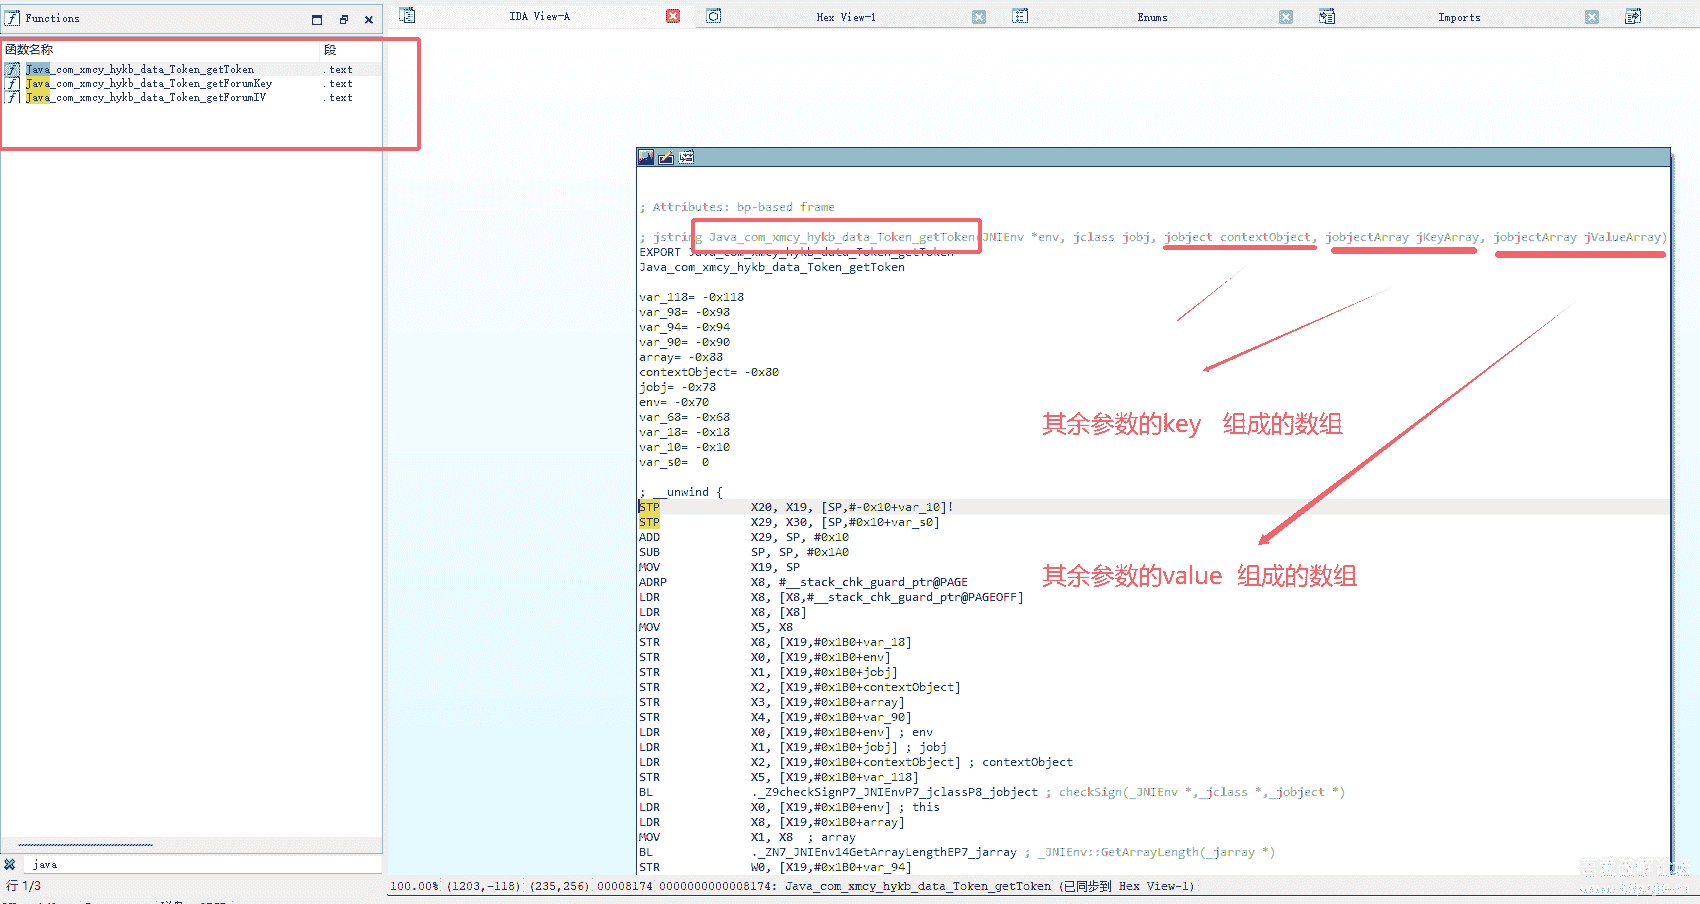 Functions
IDA View-A
Hex View-1
Enums
Imports
函数名称 段
Java_com_xmcy_hykb_data_Token_getToken .text
Java_com_xmcy_hykb_data_Token_getForumKey .text
Java_com_xmcy_hykb_data_Token_getForumIV .text
; Attributes: bp-based frame
; jstring Java_com_xmcy_hykb_data_Token_getToken(JNIEnv *env, jclass jobj, jobject contextObject, jobjectArray jKeyArray, jobjectArray jValueArray)
EXPORT Java_com_xmcy_hykb_data_Token_getToken
Java_com_xmcy_hykb_data_Token_getToken
var_118= -0x118
var_98= -0x98
var_94= -0x94
var_90= -0x90
array= -0x88
contextObject= -0x80
jobj= -0x78
env= -0x70
var_68= -0x68
var_18= -0x18
var_10= -0x10
var_s0= 0
其余参数的key 组成的数组
; __unwind {
STP X20, X19, [SP,#-0x10+var_10]!
STP X29, X30, [SP,#0x10+var_s0]
ADD X29, SP, #0x10
SUB SP, SP, #0x1A0
MOV X19, SP
ADRP X8, #__stack_chk_guard_ptr@PAGE
其余参数的value 组成的数组
LDR X8, [X8,#__stack_chk_guard_ptr@PAGEOFF]
LDR X8, [X8]
MOV X5, X8
STR X8, [X19,#0x1B0+var_18]
STR X0, [X19,#0x1B0+env]
STR X1, [X19,#0x1B0+jobj]
STR X2, [X19,#0x1B0+contextObject]
STR X3, [X19,#0x1B0+array]
STR X4, [X19,#0x1B0+var_90]
LDR X0, [X19,#0x1B0+env] ; env
LDR X1, [X19,#0x1B0+jobj] ; jobj
LDR X2, [X19,#0x1B0+contextObject] ; contextObject
STR X5, [X19,#0x1B0+var_118]
BL ._Z9checkSignP7_JNIEnvP7_jclassP8_jobject ; checkSign(_JNIEnv *,_jclass *,_jobject *)
LDR X0, [X19,#0x1B0+env] ; this
LDR X8, [X19,#0x1B0+array]
MOV X1, X8 ; array
BL ._ZN7_JNIEnv14GetArrayLengthEP7_jarray ; _JNIEnv::GetArrayLength(_jarray *)
STR W0, [X19,#0x1B0+var_94]
java
行 1/3
100.00% (1203,-118) (235,256) 00008174 0000000000008174: Java_com_xmcy_hykb_data_Token_getToken (已同步到 Hex View-1)